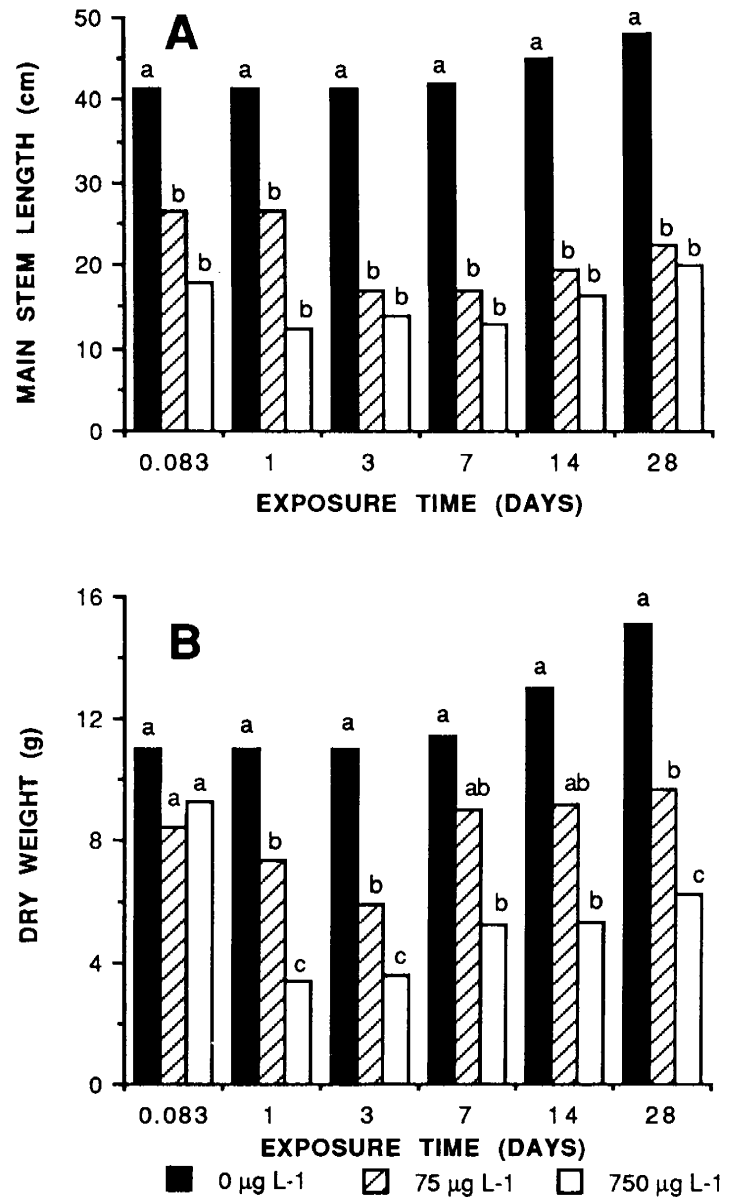 A
MAIN STEM LENGTH (cm)
50
40
30
20
10
0
a b b
a b b
a b b
a b b
a b b
a b b
0.083 1 3 7 14 28
EXPOSURE TIME (DAYS)
B
DRY WEIGHT (g)
16
12
8
4
0
a a a
a b c
a b c
a ab b
a ab b
a b c
0.083 1 3 7 14 28
EXPOSURE TIME (DAYS)
0 µg L-1 75 µg L-1 750 µg L-1